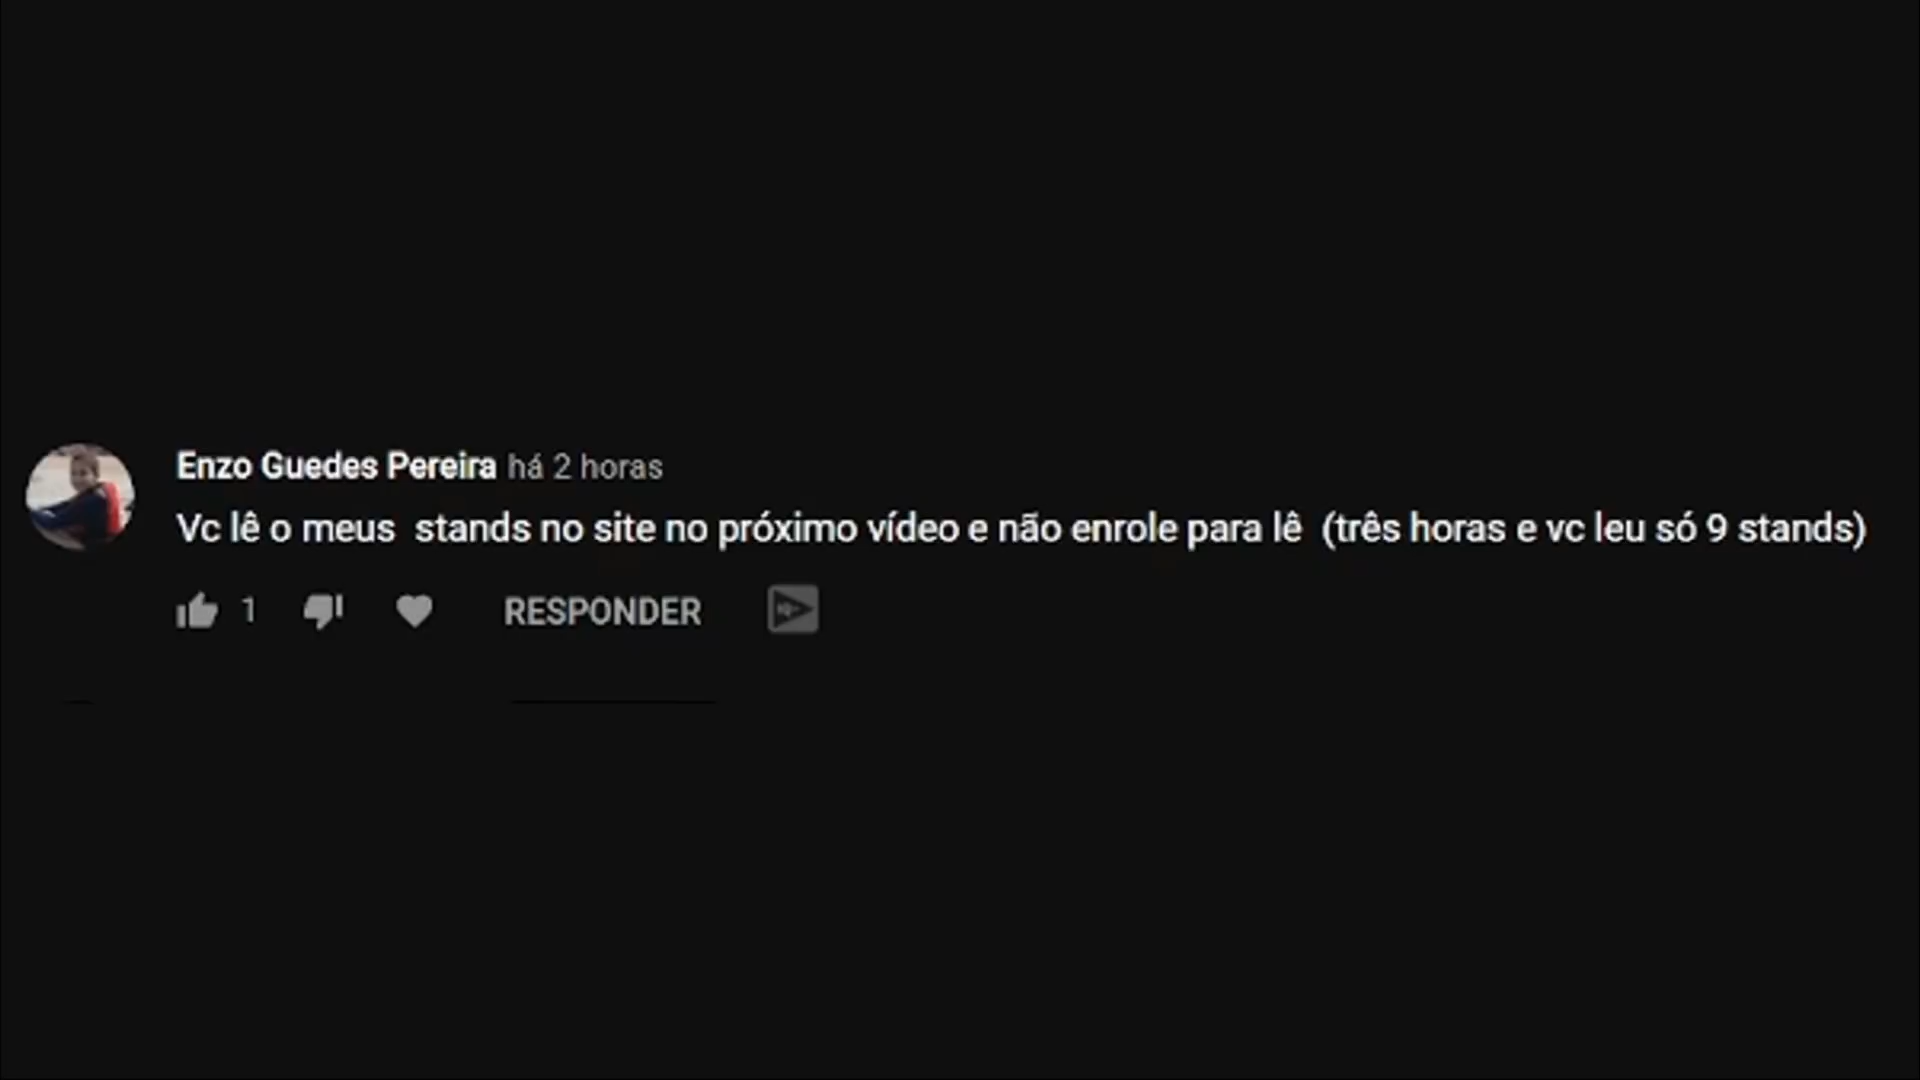 Enzo Guedes Pereira há 2 horas
Vc lê o meus  stands no site no próximo vídeo e não enrole para lê  (três horas e vc leu só 9 stands)
1 RESPONDER